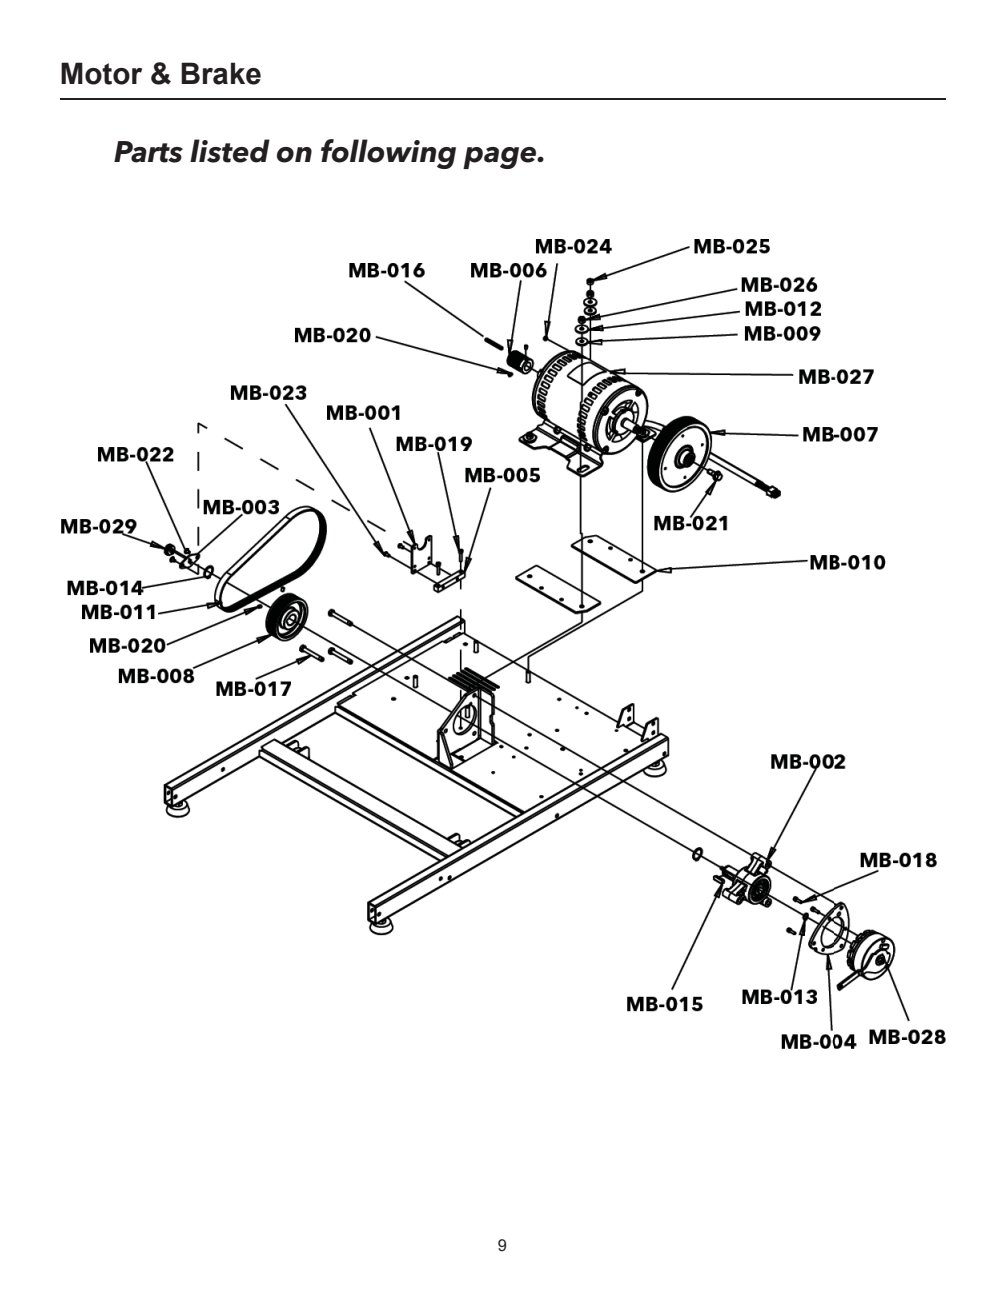 Motor & Brake
Parts listed on following page.
MB-024
MB-025
MB-016
MB-006
MB-026
MB-012
MB-020
MB-009
MB-027
MB-023
MB-001
MB-007
MB-019
MB-022
MB-005
MB-003
MB-029
MB-021
MB-010
MB-014
MB-011
MB-020
MB-008
MB-017
MB-002
MB-018
MB-015
MB-013
MB-004
MB-028
9